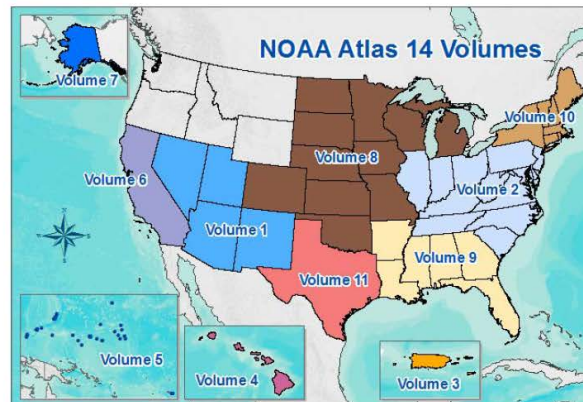 NOAA Atlas 14 Volumes
Volume 7
Volume 10
Volume 8
Volume 6
Volume 2
Volume 1
Volume 9
Volume 11
Volume 5
Volume 4
Volume 3